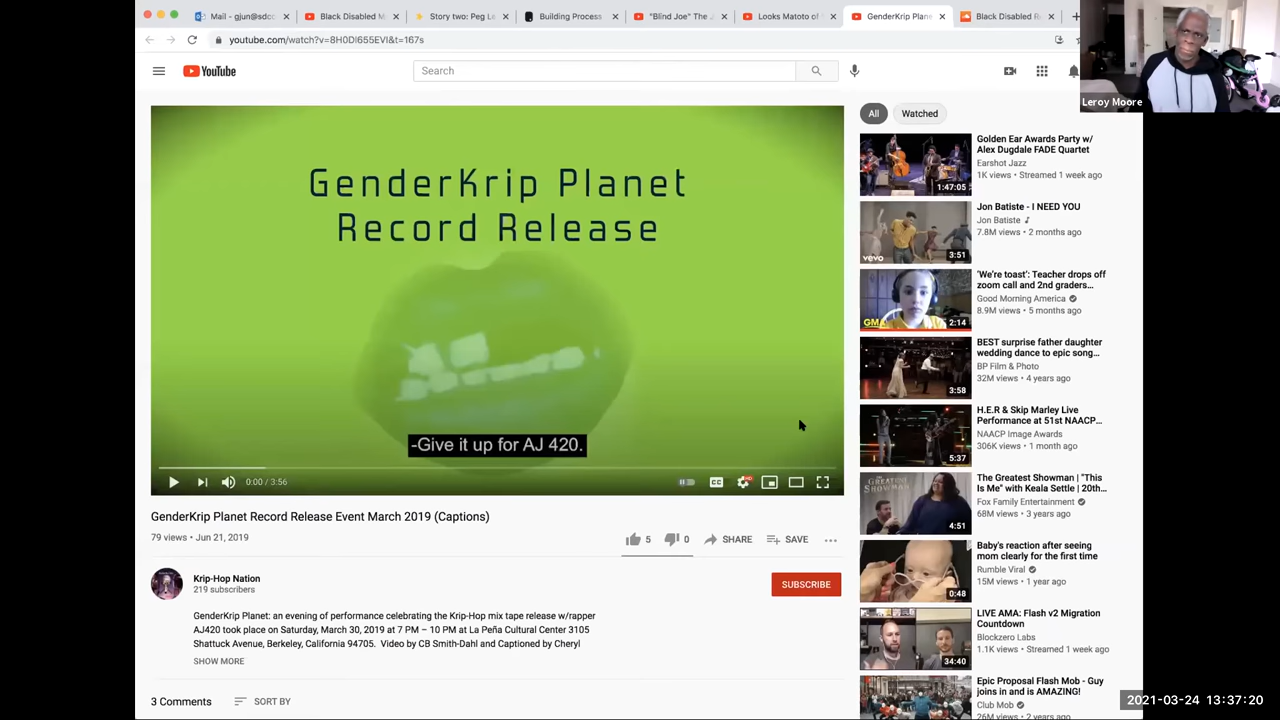 Mail - gjun@sdcc
Black Disabled M
Story two: Peg Le
Building Process
"Blind Joe" The J
Looks Matoto of
GenderKrip Plane
Black Disabled R
youtube.com/watch?v=8H0DI655EVI&t=167s
YouTube
Search
Leroy Moore
GenderKrip Planet
Record Release
-Give it up for AJ 420.
0:00 / 3:56
GenderKrip Planet Record Release Event March 2019 (Captions)
79 views • Jun 21, 2019
5
0
SHARE
SAVE
Krip-Hop Nation
219 subscribers
SUBSCRIBE
GenderKrip Planet: an evening of performance celebrating the Krip-Hop mix tape release w/rapper
AJ420 took place on Saturday, March 30, 2019 at 7 PM – 10 PM at La Peña Cultural Center 3105
Shattuck Avenue, Berkeley, California 94705.  Video by CB Smith-Dahl and Captioned by Cheryl
SHOW MORE
3 Comments
SORT BY
All
Watched
Golden Ear Awards Party w/
Alex Dugdale FADE Quartet
Earshot Jazz
1K views • Streamed 1 week ago
1:47:05
Jon Batiste - I NEED YOU
Jon Batiste
7.8M views • 2 months ago
vevo
3:51
'We're toast': Teacher drops off
zoom call and 2nd graders…
Good Morning America
8.9M views • 5 months ago
GM
2:14
BEST surprise father daughter
wedding dance to epic song…
BP Film & Photo
32M views • 4 years ago
3:58
H.E.R & Skip Marley Live
Performance at 51st NAACP…
NAACP Image Awards
306K views • 1 month ago
5:37
The Greatest Showman | "This
Is Me" with Keala Settle | 20th…
Fox Family Entertainment
68M views • 3 years ago
4:51
Baby's reaction after seeing
mom clearly for the first time
Rumble Viral
15M views • 1 year ago
0:48
LIVE AMA: Flash v2 Migration
Countdown
Blockzero Labs
1.1K views • Streamed 1 week ago
34:40
Epic Proposal Flash Mob - Guy
joins in and is AMAZING!
Club Mob
26M views • 2 years ago
2021-03-24 13:37:20